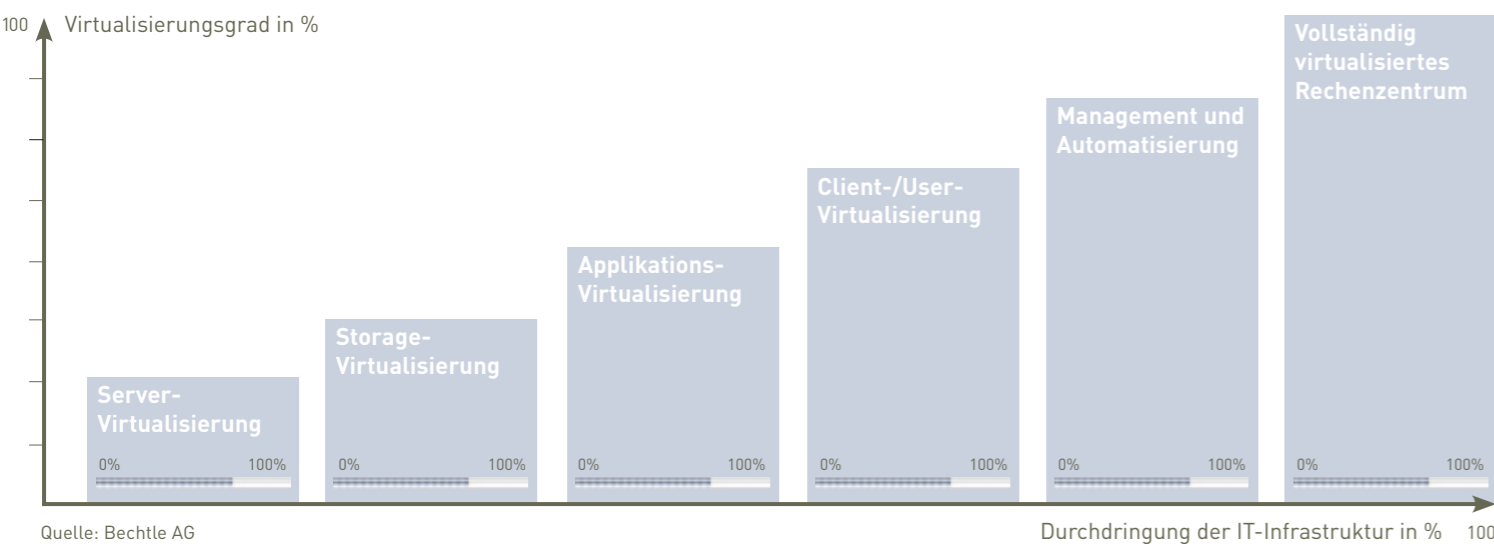 100 Virtualisierungsgrad in %
Server-
Virtualisierung
0% 100%
Storage-
Virtualisierung
0% 100%
Applikations-
Virtualisierung
0% 100%
Client-/User-
Virtualisierung
0% 100%
Management und
Automatisierung
0% 100%
Vollständig
virtualisiertes
Rechenzentrum
0% 100%
Quelle: Bechtle AG
Durchdringung der IT-Infrastruktur in % 100